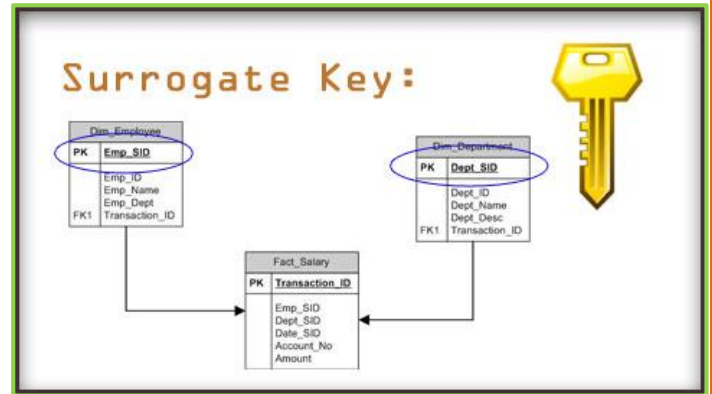 Surrogate Key:
Dim_Employee
PK Emp_SID
Emp_ID
Emp_Name
Emp_Dept
FK1 Transaction_ID
Dim_Department
PK Dept_SID
Dept_ID
Dept_Name
Dept_Desc
FK1 Transaction_ID
Fact_Salary
PK Transaction_ID
Emp_SID
Dept_SID
Date_SID
Account_No
Amount